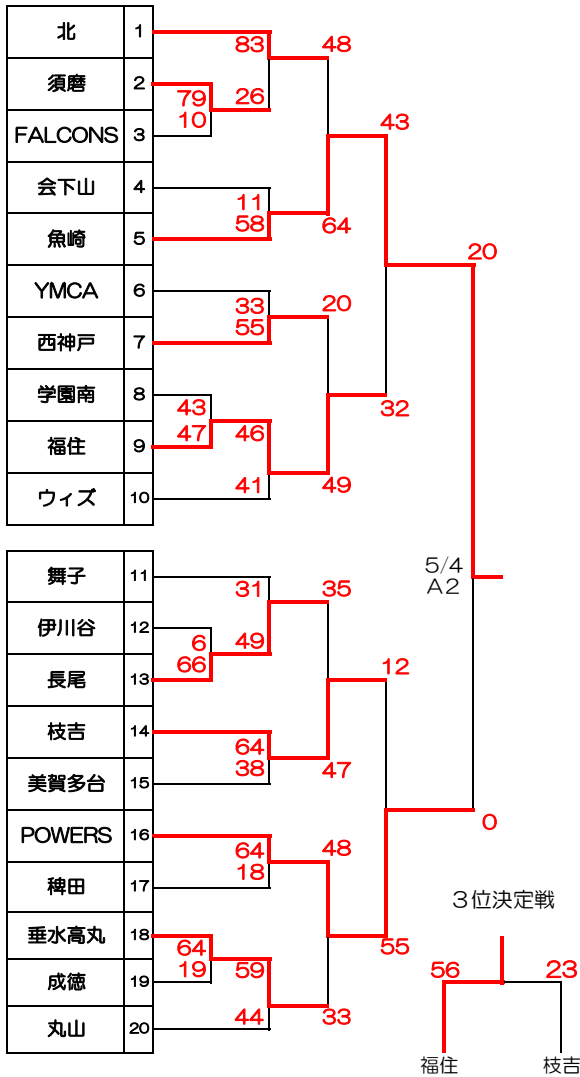 北 1
83 48
須磨 2
79 26
10
FALCONS 3
43
会下山 4
11
58
魚崎 5
64
20
YMCA 6
33 20
55
西神戸 7
学園南 8
43 32
47 46
福住 9
41 49
ウィズ 10
舞子 11
5/4
A2
31 35
伊川谷 12
6 49
66 12
長尾 13
枝吉 14
64
38 47
美賀多台 15
POWERS 16
0
64 48
18
稗田 17
３位決定戦
垂水高丸 18
64 55
19 59
56 23
成徳 19
44 33
丸山 20
福住 枝吉